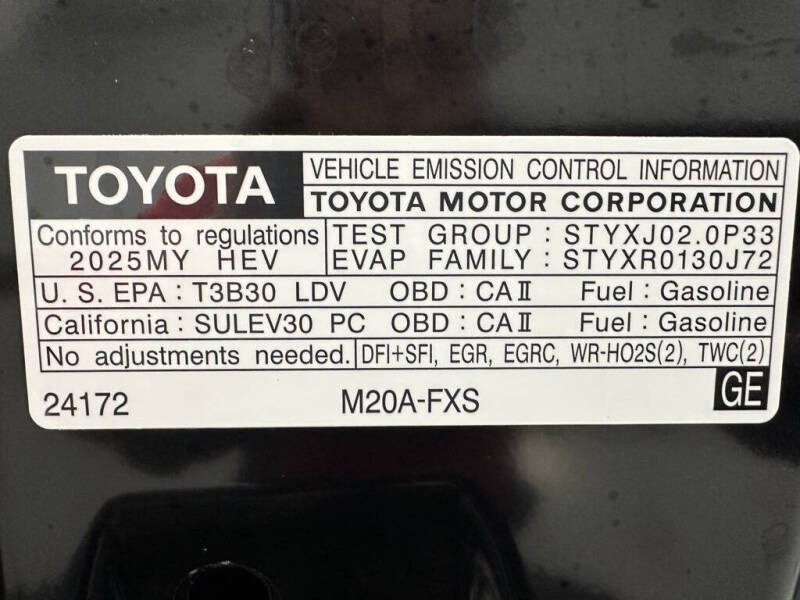 TOYOTA
VEHICLE EMISSION CONTROL INFORMATION
TOYOTA MOTOR CORPORATION
Conforms to regulations
2025MY HEV
TEST GROUP : STYXJ02.0P33
EVAP FAMILY : STYXR0130J72
U. S. EPA : T3B30 LDV OBD : CAⅡ Fuel : Gasoline
California : SULEV30 PC OBD : CAⅡ Fuel : Gasoline
No adjustments needed. DFI+SFI, EGR, EGRC, WR-HO2S(2), TWC(2)
24172 M20A-FXS GE